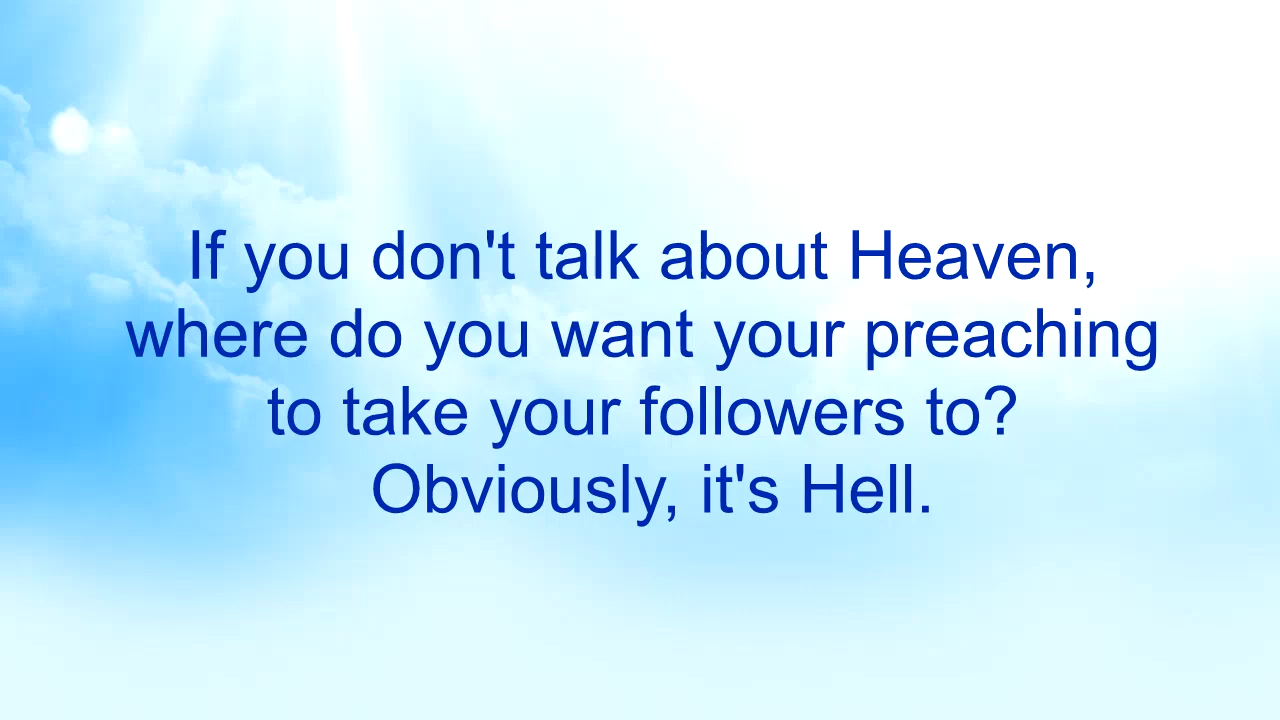 If you don't talk about Heaven,
where do you want your preaching
to take your followers to?
Obviously, it's Hell.